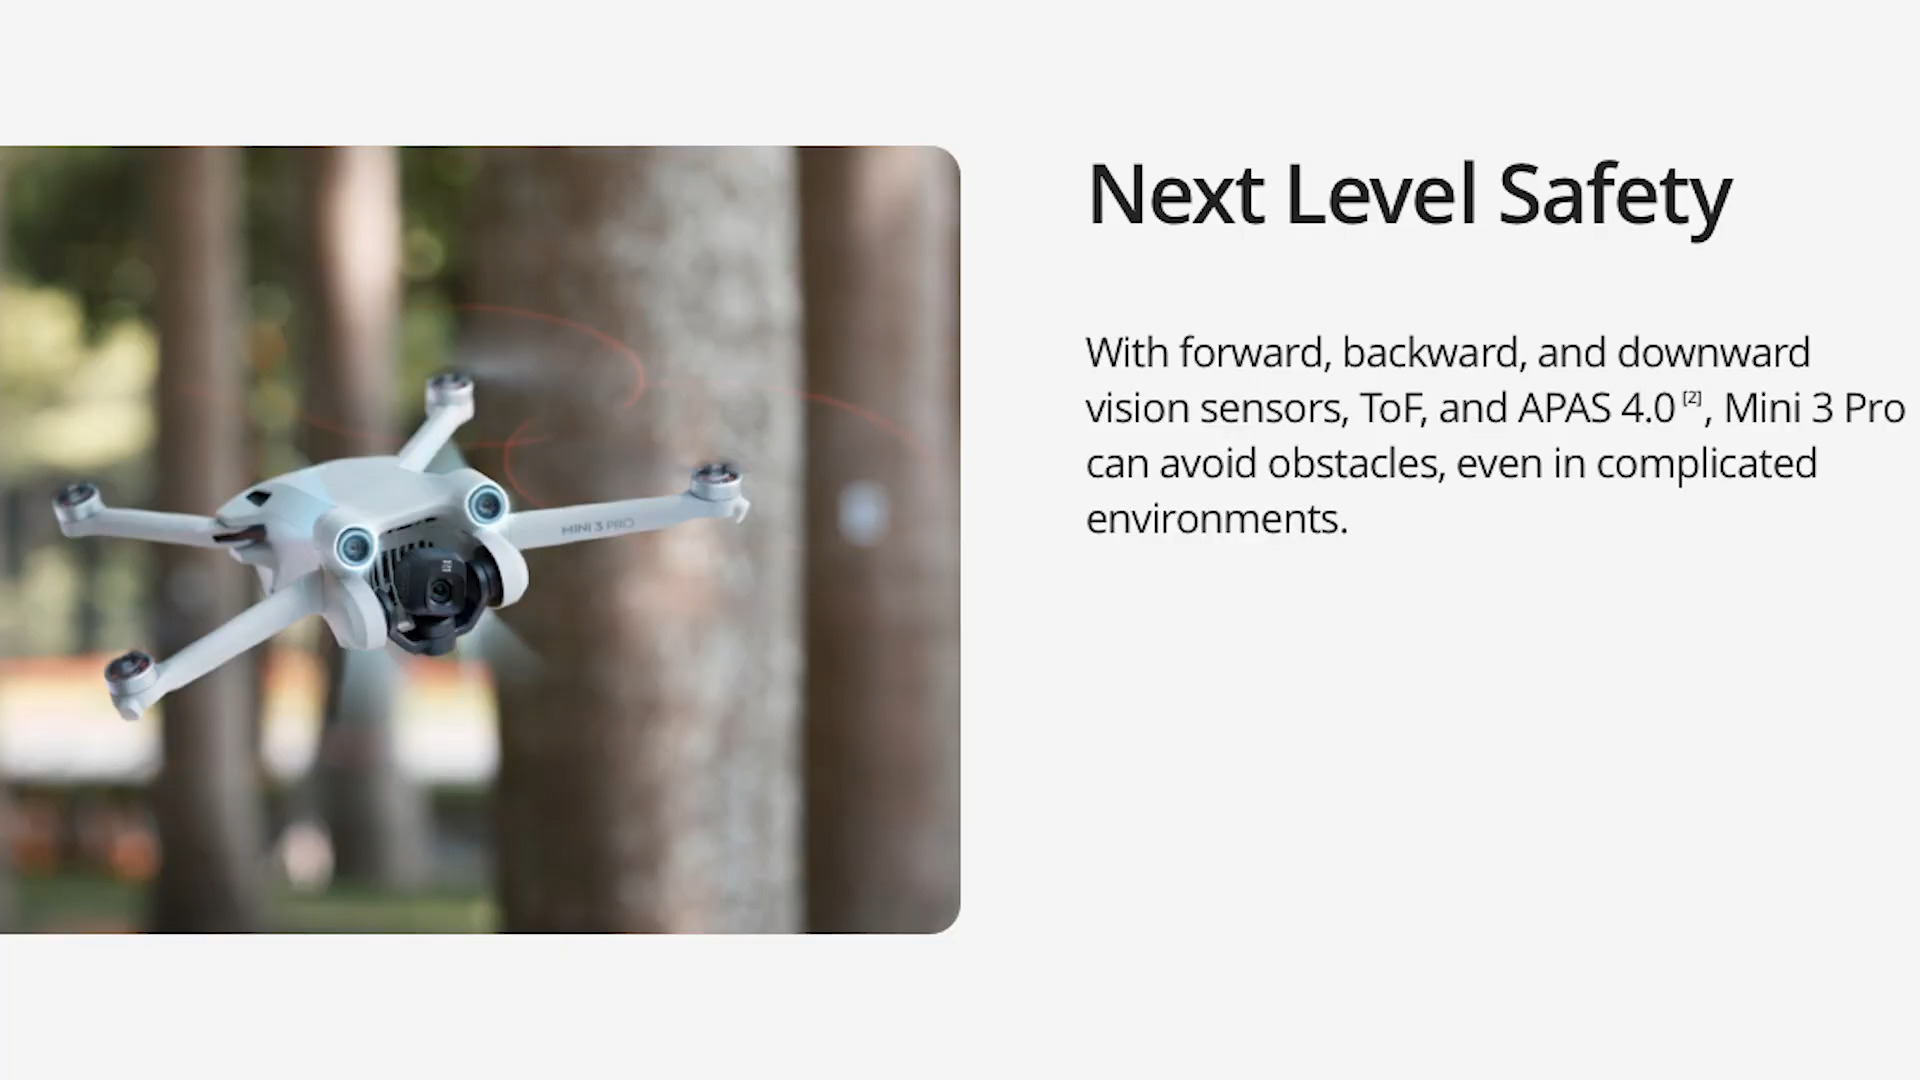 Next Level Safety
With forward, backward, and downward
vision sensors, ToF, and APAS 4.0 [2], Mini 3 Pro
can avoid obstacles, even in complicated
environments.
MINI 3 PRO